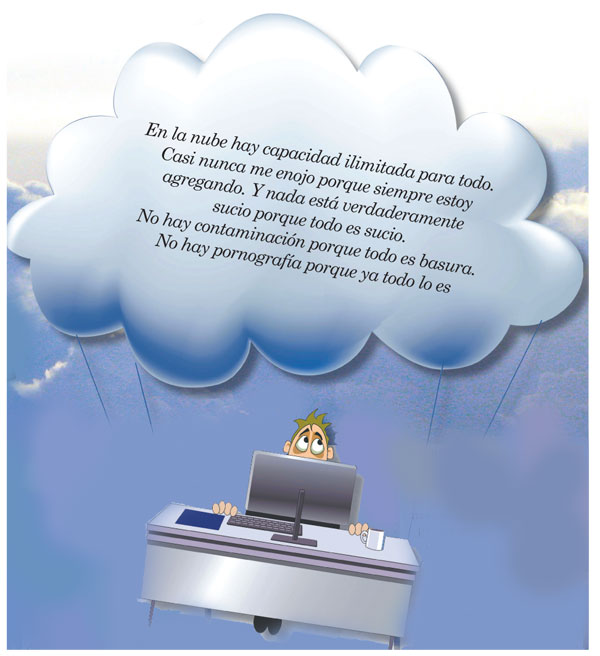 En la nube hay capacidad ilimitada para todo.
Casi nunca me enojo porque siempre estoy
agregando. Y nada está verdaderamente
sucio porque todo es sucio.
No hay contaminación porque todo es basura.
No hay pornografía porque ya todo lo es